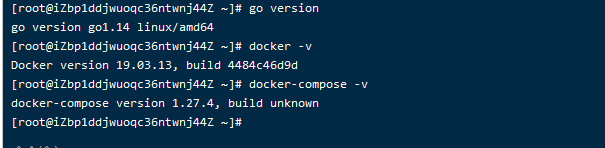 [root@iZbp1ddjwuoqc36ntwnj44Z ~]# go version
go version go1.14 linux/amd64
[root@iZbp1ddjwuoqc36ntwnj44Z ~]# docker -v
Docker version 19.03.13, build 4484c46d9d
[root@iZbp1ddjwuoqc36ntwnj44Z ~]# docker-compose -v
docker-compose version 1.27.4, build unknown
[root@iZbp1ddjwuoqc36ntwnj44Z ~]#